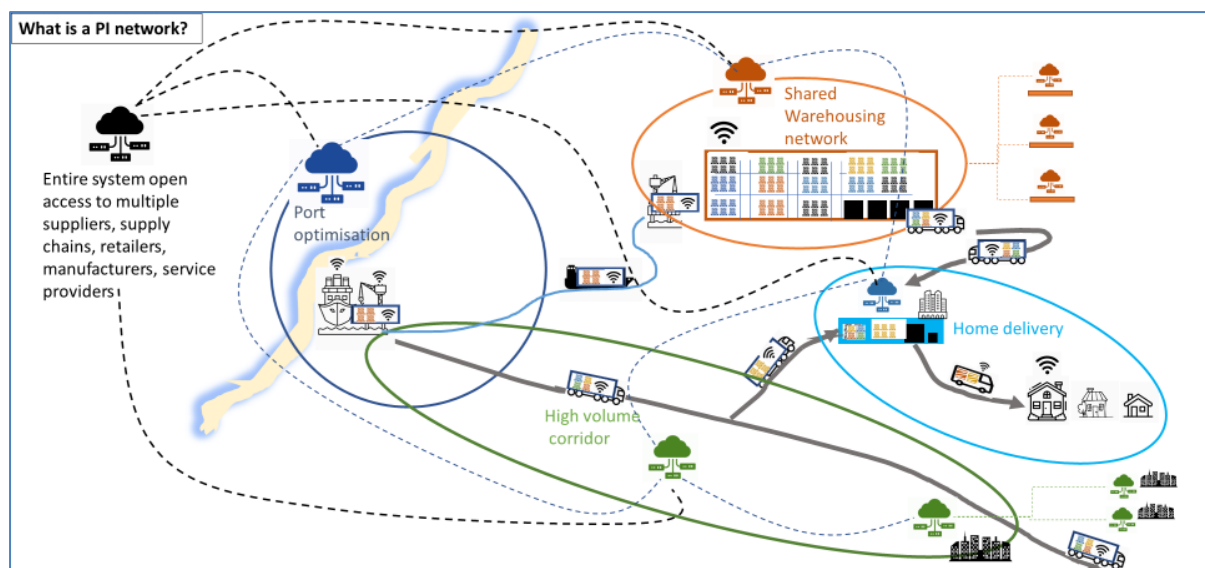 What is a PI network?
Entire system open
access to multiple
suppliers, supply
chains, retailers,
manufacturers, service
providers
Port
optimisation
Shared
Warehousing
network
Home delivery
High volume
corridor